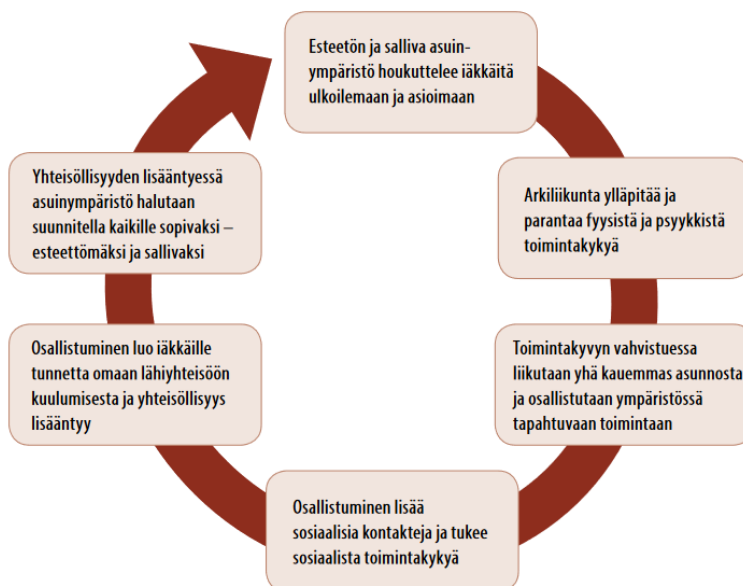 Esteetön ja salliva asuin-
ympäristö houkuttelee iäkkäitä
ulkoilemaan ja asioimaan
Arkiliikunta ylläpitää ja
parantaa fyysistä ja psyykkistä
toimintakykyä
Toimintakyvyn vahvistuessa
liikutaan yhä kauemmas asunnosta
ja osallistutaan ympäristössä
tapahtuvaan toimintaan
Osallistuminen lisää
sosiaalisia kontakteja ja tukee
sosiaalista toimintakykyä
Osallistuminen luo iäkkäille
tunnetta omaan lähiyhteisöön
kuulumisesta ja yhteisöllisyys
lisääntyy
Yhteisöllisyyden lisääntyessä
asuinympäristö halutaan
suunnitella kaikille sopivaksi –
esteettömäksi ja sallivaksi